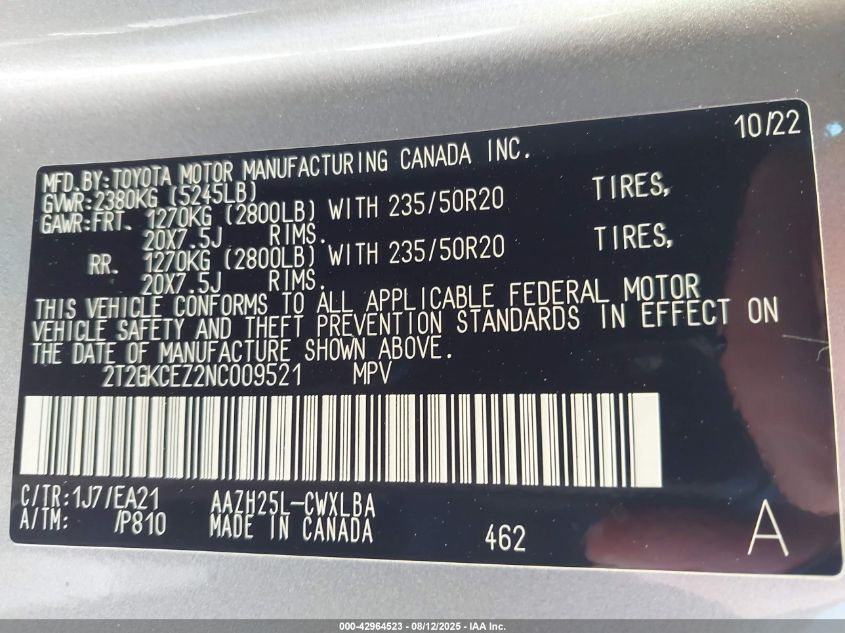 10/22
MFD.BY:TOYOTA MOTOR MANUFACTURING CANADA INC.
GVWR:2380KG (5245LB)
GAWR:FRT. 1270KG (2800LB) WITH 235/50R20 TIRES,
20X7.5J RIMS.
RR. 1270KG (2800LB) WITH 235/50R20 TIRES,
20X7.5J RIMS.
THIS VEHICLE CONFORMS TO ALL APPLICABLE FEDERAL MOTOR
VEHICLE SAFETY AND THEFT PREVENTION STANDARDS IN EFFECT ON
THE DATE OF MANUFACTURE SHOWN ABOVE.
2T2GKCEZ2NC009521 MPV
C/TR:1J7/EA21 AAZH25L-CWXLBA
A/TM: /P810 MADE IN CANADA
462
A
000-42964523 - 08/12/2025 - IAA Inc.